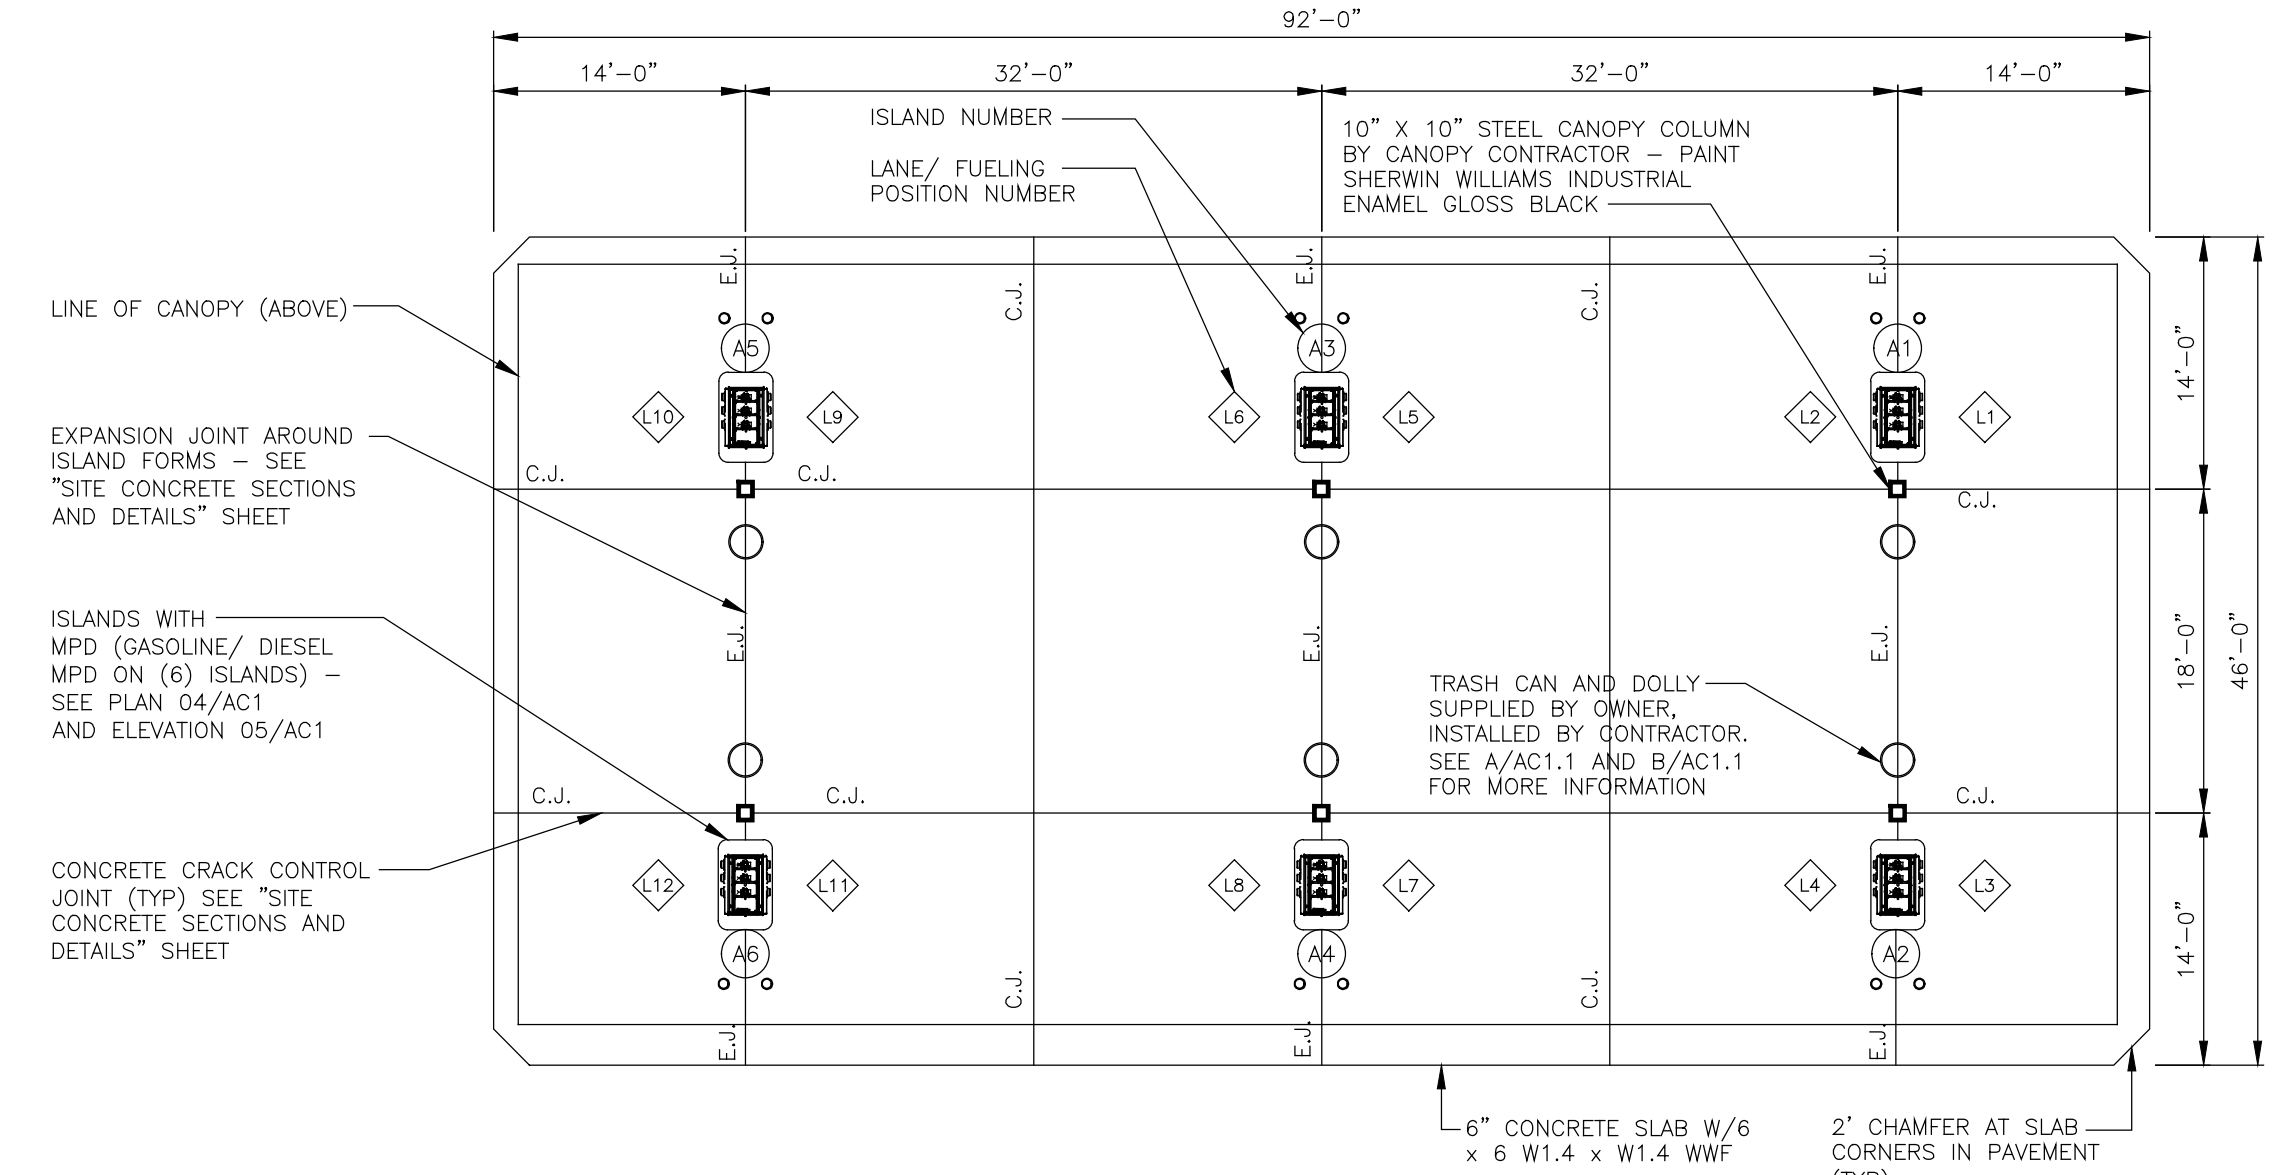 92'-0"
14'-0"
32'-0"
32'-0"
14'-0"
ISLAND NUMBER
LANE/ FUELING
POSITION NUMBER
10" X 10" STEEL CANOPY COLUMN
BY CANOPY CONTRACTOR – PAINT
SHERWIN WILLIAMS INDUSTRIAL
ENAMEL GLOSS BLACK
E.J.
E.J.
E.J.
C.J.
C.J.
LINE OF CANOPY (ABOVE)
A5
A3
A1
14'-0"
L10
L9
L6
L5
L2
L1
EXPANSION JOINT AROUND
ISLAND FORMS – SEE
"SITE CONCRETE SECTIONS
AND DETAILS" SHEET
C.J.
C.J.
C.J.
ISLANDS WITH
MPD (GASOLINE/ DIESEL
MPD ON (6) ISLANDS) –
SEE PLAN 04/AC1
AND ELEVATION 05/AC1
E.J.
E.J.
E.J.
18'-0"
46'-0"
TRASH CAN AND DOLLY
SUPPLIED BY OWNER,
INSTALLED BY CONTRACTOR.
SEE A/AC1.1 AND B/AC1.1
FOR MORE INFORMATION
C.J.
C.J.
C.J.
CONCRETE CRACK CONTROL
JOINT (TYP) SEE "SITE
CONCRETE SECTIONS AND
DETAILS" SHEET
L12
L11
L8
L7
L4
L3
A6
A4
A2
14'-0"
C.J.
C.J.
E.J.
E.J.
E.J.
6" CONCRETE SLAB W/6
x 6 W1.4 x W1.4 WWF
2' CHAMFER AT SLAB
CORNERS IN PAVEMENT
(TYP)